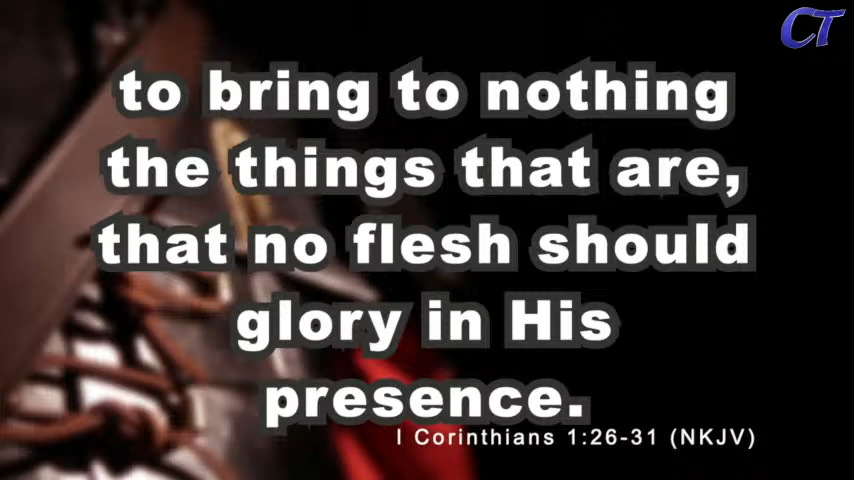 CT
to bring to nothing
the things that are,
that no flesh should
glory in His
presence.
I Corinthians 1:26-31 (NKJV)